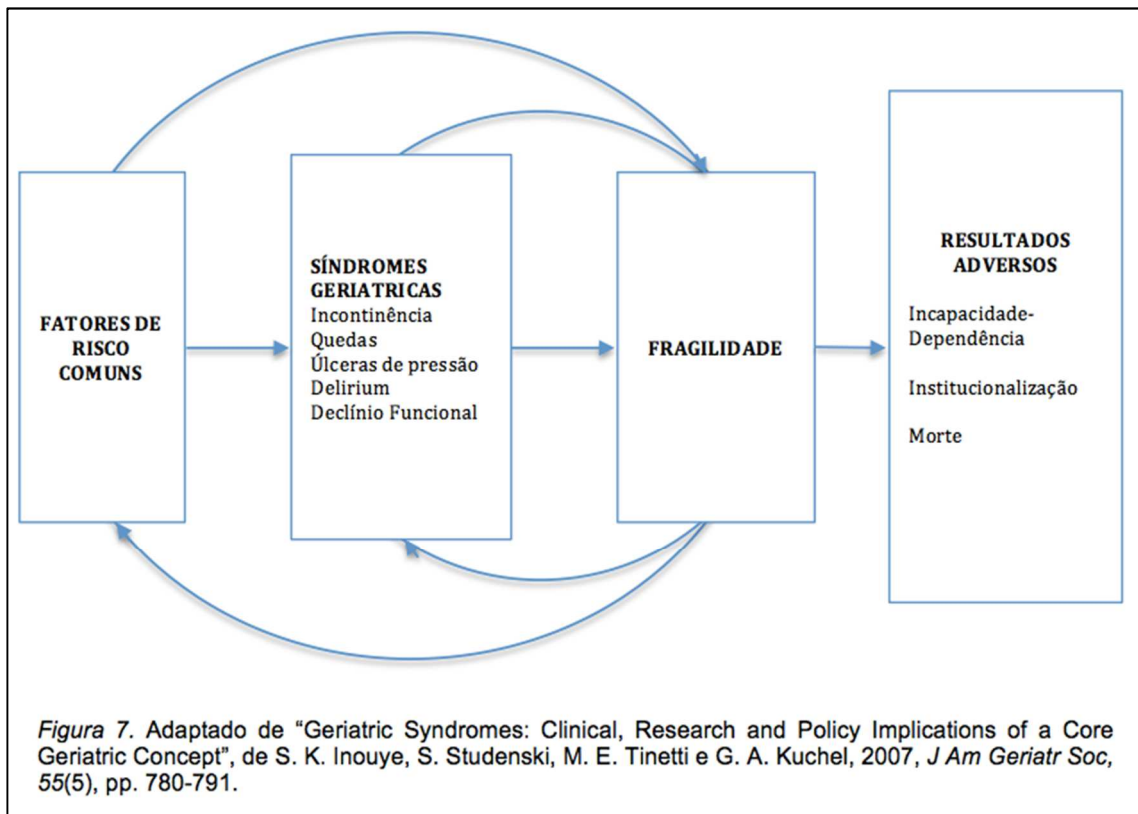 FATORES DE
RISCO
COMUNS
SÍNDROMES
GERIATRICAS
Incontinência
Quedas
Úlceras de pressão
Delirium
Declínio Funcional
FRAGILIDADE
RESULTADOS
ADVERSOS
Incapacidade-
Dependência
Institucionalização
Morte
Figura 7. Adaptado de “Geriatric Syndromes: Clinical, Research and Policy Implications of a Core
Geriatric Concept”, de S. K. Inouye, S. Studenski, M. E. Tinetti e G. A. Kuchel, 2007, J Am Geriatr Soc,
55(5), pp. 780-791.